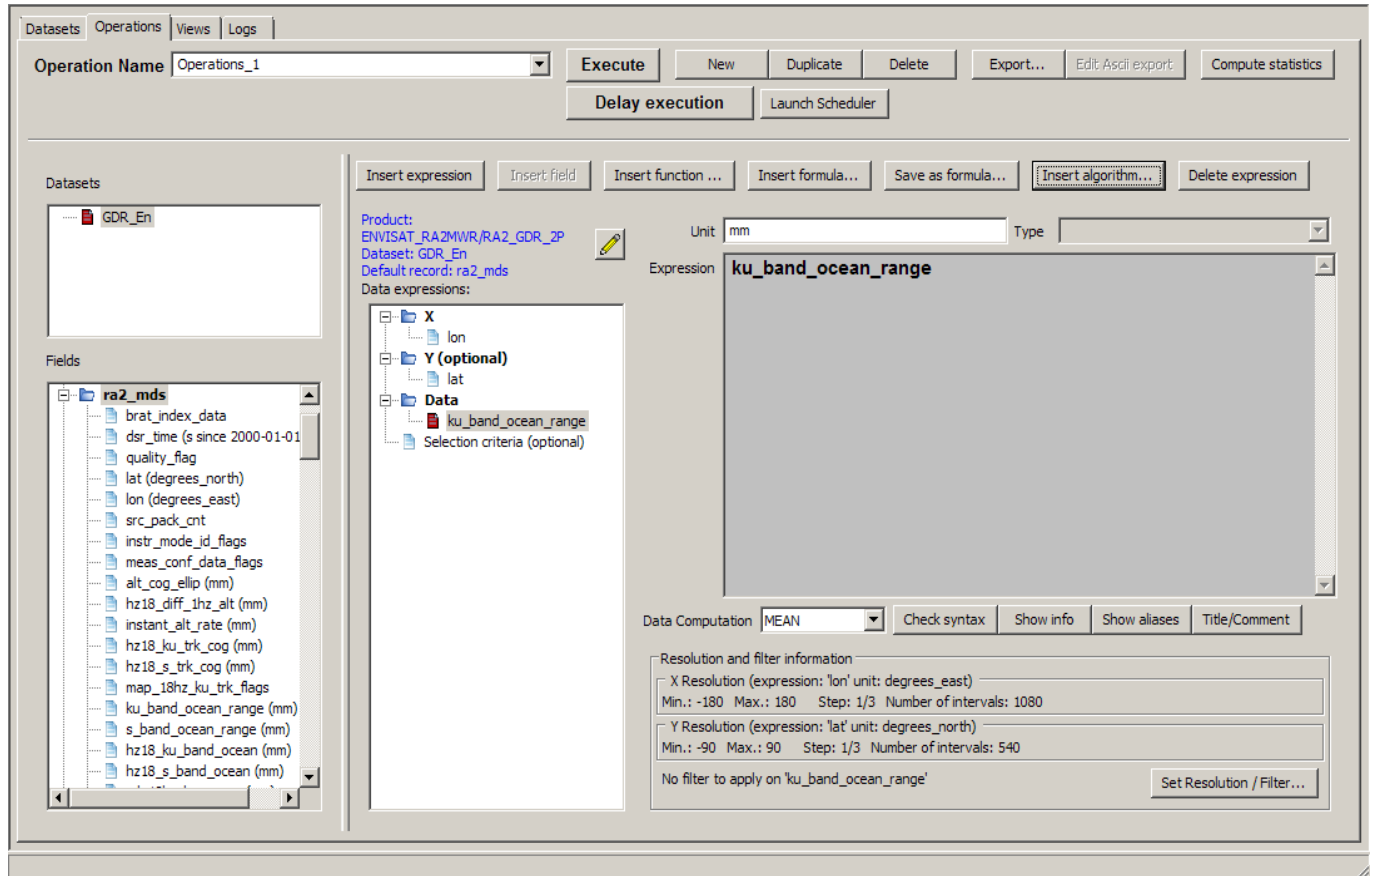 Datasets Operations Views Logs
Operation Name Operations_1 Execute New Duplicate Delete Export... Edit Ascii export Compute statistics
Delay execution Launch Scheduler
Datasets
GDR_En
Fields
ra2_mds
brat_index_data
dsr_time (s since 2000-01-01
quality_flag
lat (degrees_north)
lon (degrees_east)
src_pack_cnt
instr_mode_id_flags
meas_conf_data_flags
alt_cog_ellip (mm)
hz18_diff_1hz_alt (mm)
instant_alt_rate (mm)
hz18_ku_trk_cog (mm)
hz18_s_trk_cog (mm)
map_18hz_ku_trk_flags
ku_band_ocean_range (mm)
s_band_ocean_range (mm)
hz18_ku_band_ocean (mm)
hz18_s_band_ocean (mm)
Insert expression Insert field Insert function ... Insert formula... Save as formula... Insert algorithm... Delete expression
Product:
ENVISAT_RA2MWR/RA2_GDR_2P
Dataset: GDR_En
Default record: ra2_mds
Data expressions:
X
lon
Y (optional)
lat
Data
ku_band_ocean_range
Selection criteria (optional)
Unit mm Type
Expression ku_band_ocean_range
Data Computation MEAN Check syntax Show info Show aliases Title/Comment
Resolution and filter information
X Resolution (expression: 'lon' unit: degrees_east)
Min.: -180 Max.: 180 Step: 1/3 Number of intervals: 1080
Y Resolution (expression: 'lat' unit: degrees_north)
Min.: -90 Max.: 90 Step: 1/3 Number of intervals: 540
No filter to apply on 'ku_band_ocean_range'
Set Resolution / Filter...